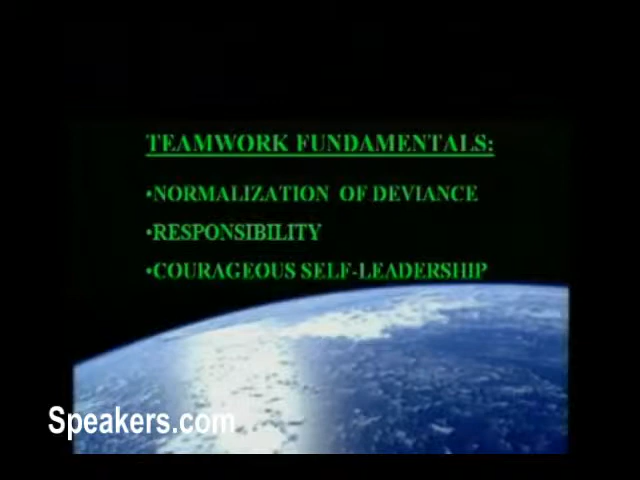 TEAMWORK FUNDAMENTALS:
•NORMALIZATION OF DEVIANCE
•RESPONSIBILITY
•COURAGEOUS SELF-LEADERSHIP
Speakers.com